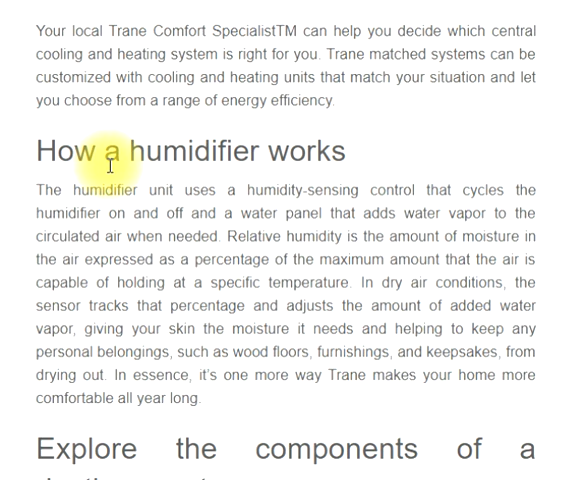 Your local Trane Comfort SpecialistTM can help you decide which central
cooling and heating system is right for you. Trane matched systems can be
customized with cooling and heating units that match your situation and let
you choose from a range of energy efficiency.
How a humidifier works
The humidifier unit uses a humidity-sensing control that cycles the
humidifier on and off and a water panel that adds water vapor to the
circulated air when needed. Relative humidity is the amount of moisture in
the air expressed as a percentage of the maximum amount that the air is
capable of holding at a specific temperature. In dry air conditions, the
sensor tracks that percentage and adjusts the amount of added water
vapor, giving your skin the moisture it needs and helping to keep any
personal belongings, such as wood floors, furnishings, and keepsakes, from
drying out. In essence, it’s one more way Trane makes your home more
comfortable all year long.
Explore the components of a